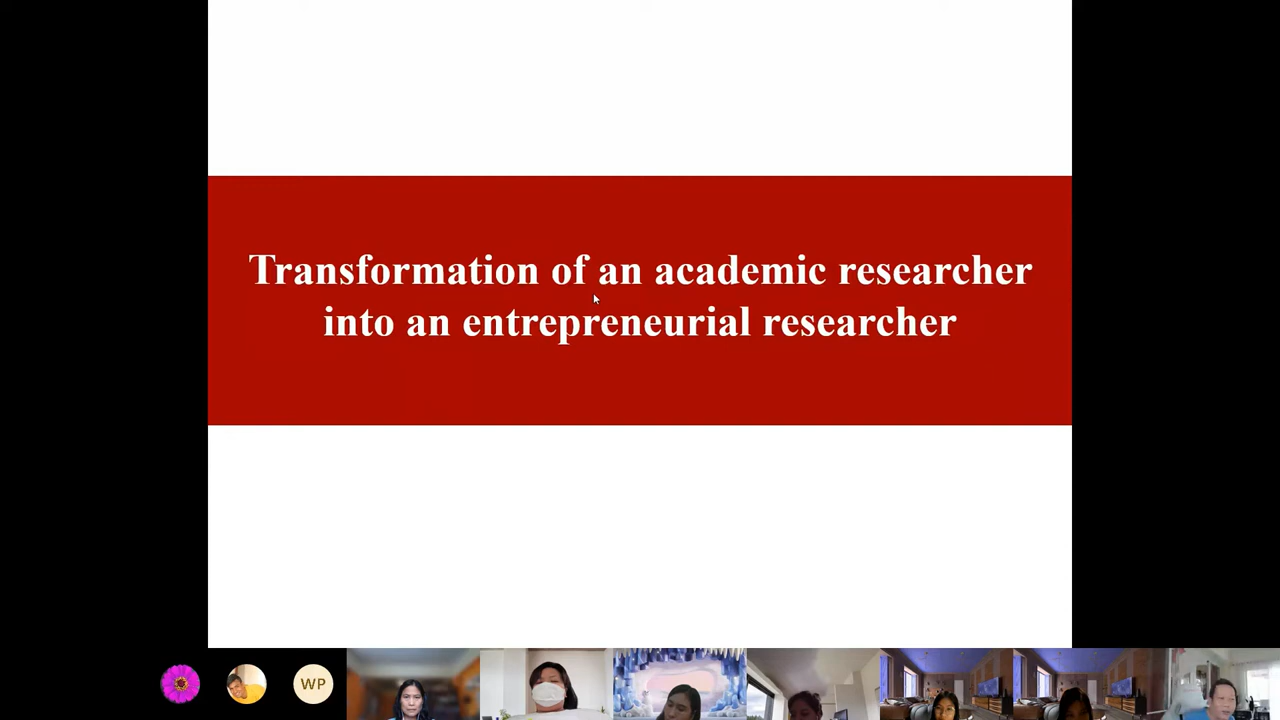 Transformation of an academic researcher
into an entrepreneurial researcher
WP